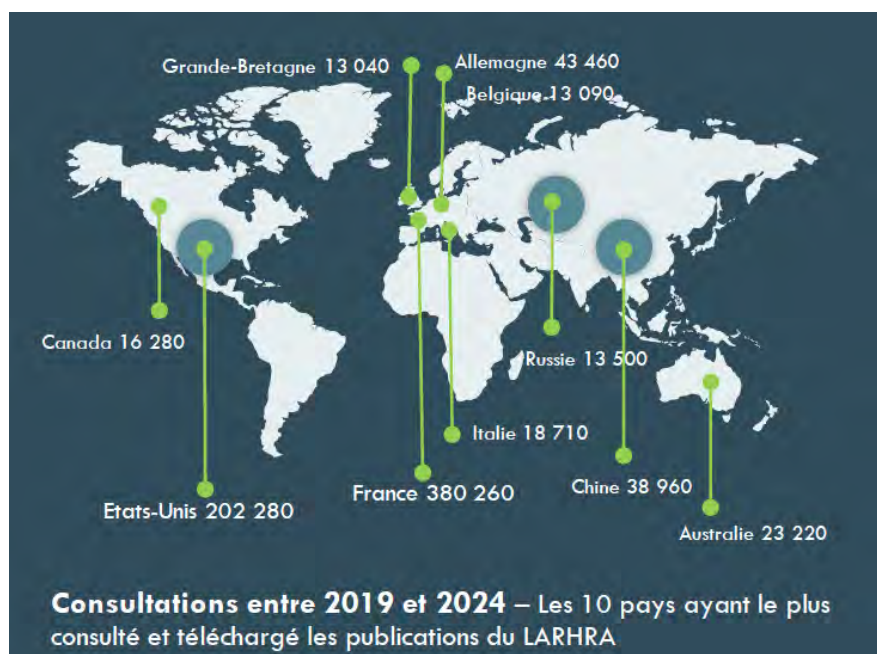 Grande-Bretagne 13 040
Allemagne 43 460
Belgique 13 090
Canada 16 280
Russie 13 500
Italie 18 710
France 380 260
Chine 38 960
Etats-Unis 202 280
Australie 23 220
Consultations entre 2019 et 2024 – Les 10 pays ayant le plus
consulté et téléchargé les publications du LARHRA